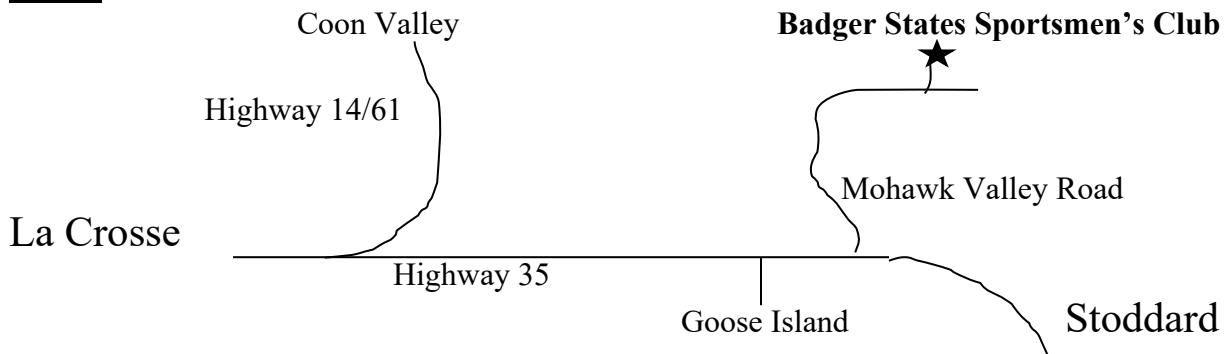 Coon Valley
Badger States Sportsmen’s Club
Highway 14/61
Mohawk Valley Road
La Crosse
Highway 35
Goose Island
Stoddard